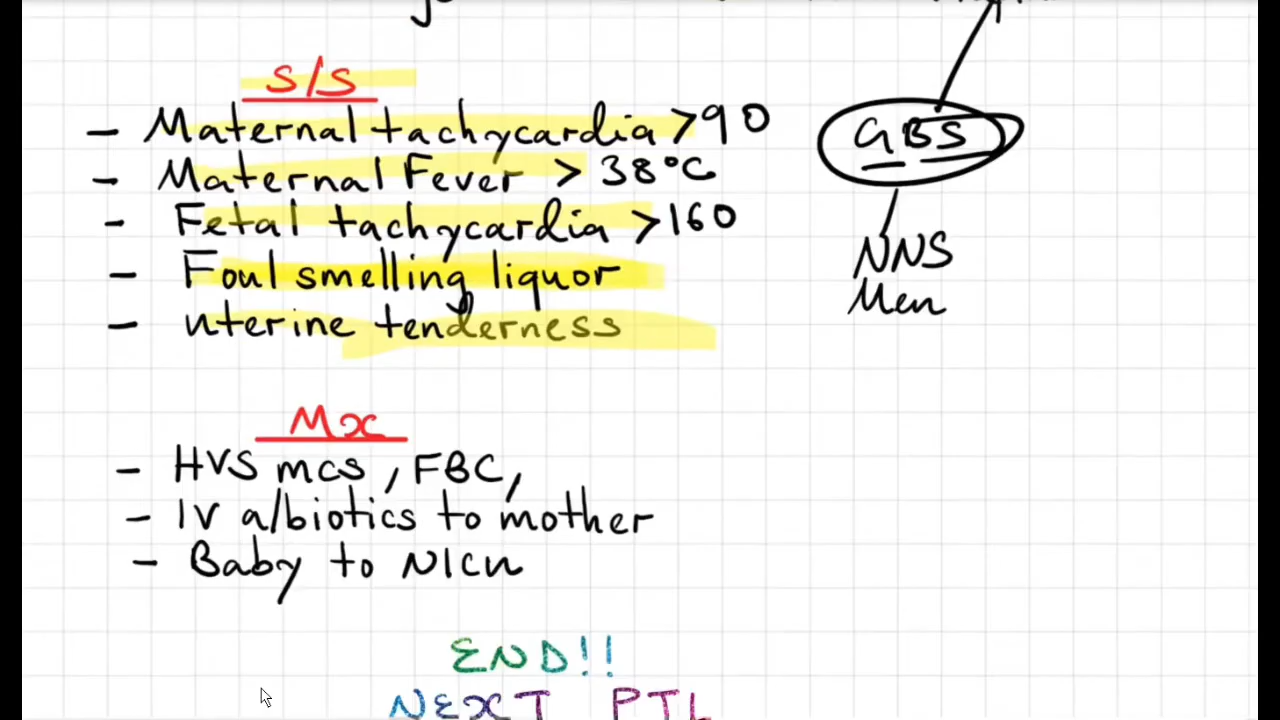 S/S
- Maternal tachycardia >90
- Maternal Fever > 38°C
- Fetal tachycardia >160
- Foul smelling liquor
- uterine tenderness
GBS
NNS
Men
Mx
- HVS mcs, FBC,
- IV a/biotics to mother
- Baby to NICU
END!!
NEXT PTL